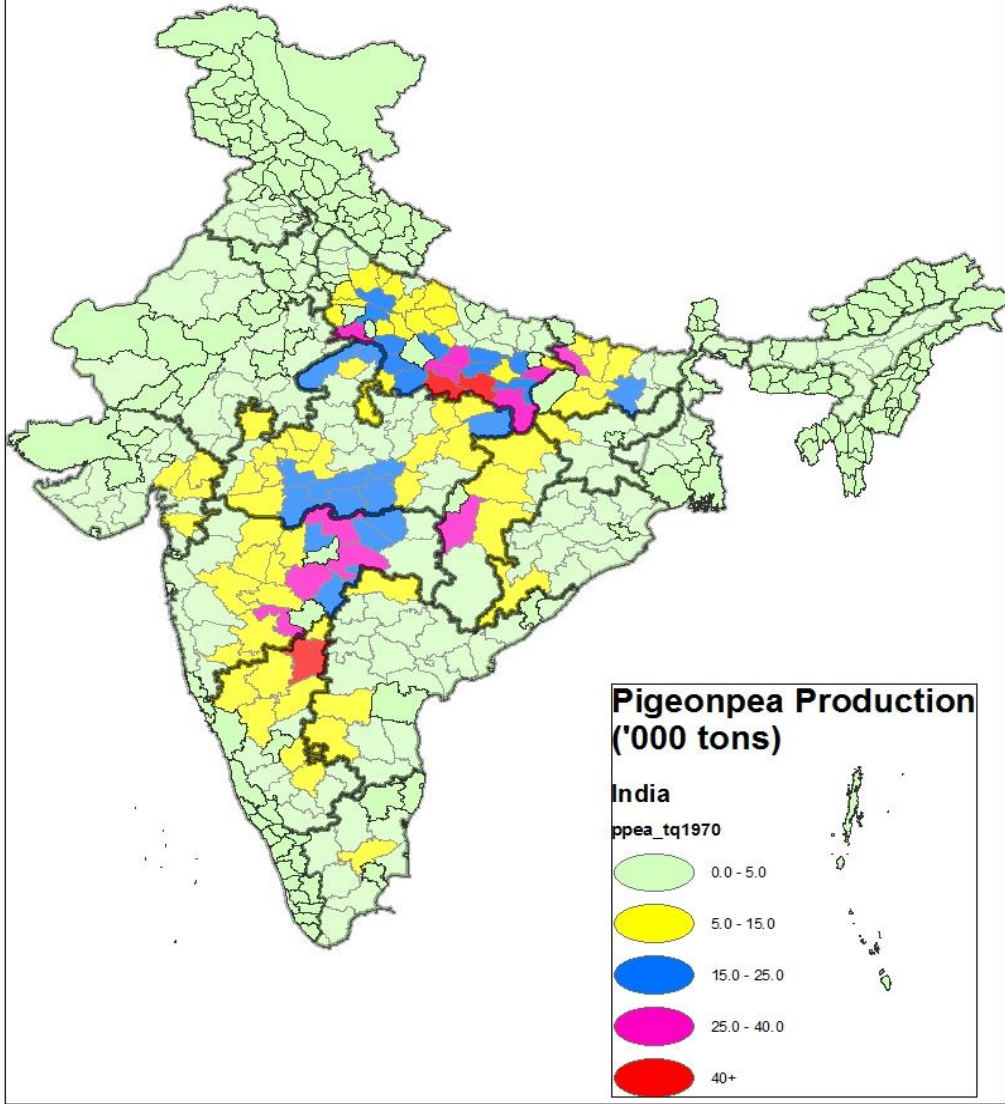 Pigeonpea Production
('000 tons)
India
ppea_tq1970
0.0 - 5.0
5.0 - 15.0
15.0 - 25.0
25.0 - 40.0
40+